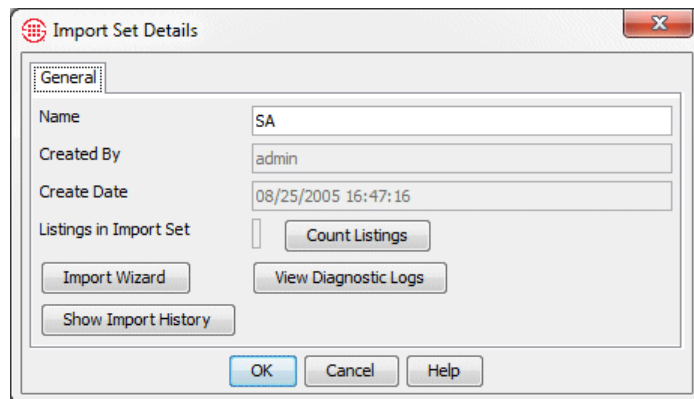 Import Set Details
General
Name SA
Created By admin
Create Date 08/25/2005 16:47:16
Listings in Import Set Count Listings
Import Wizard View Diagnostic Logs
Show Import History
OK Cancel Help